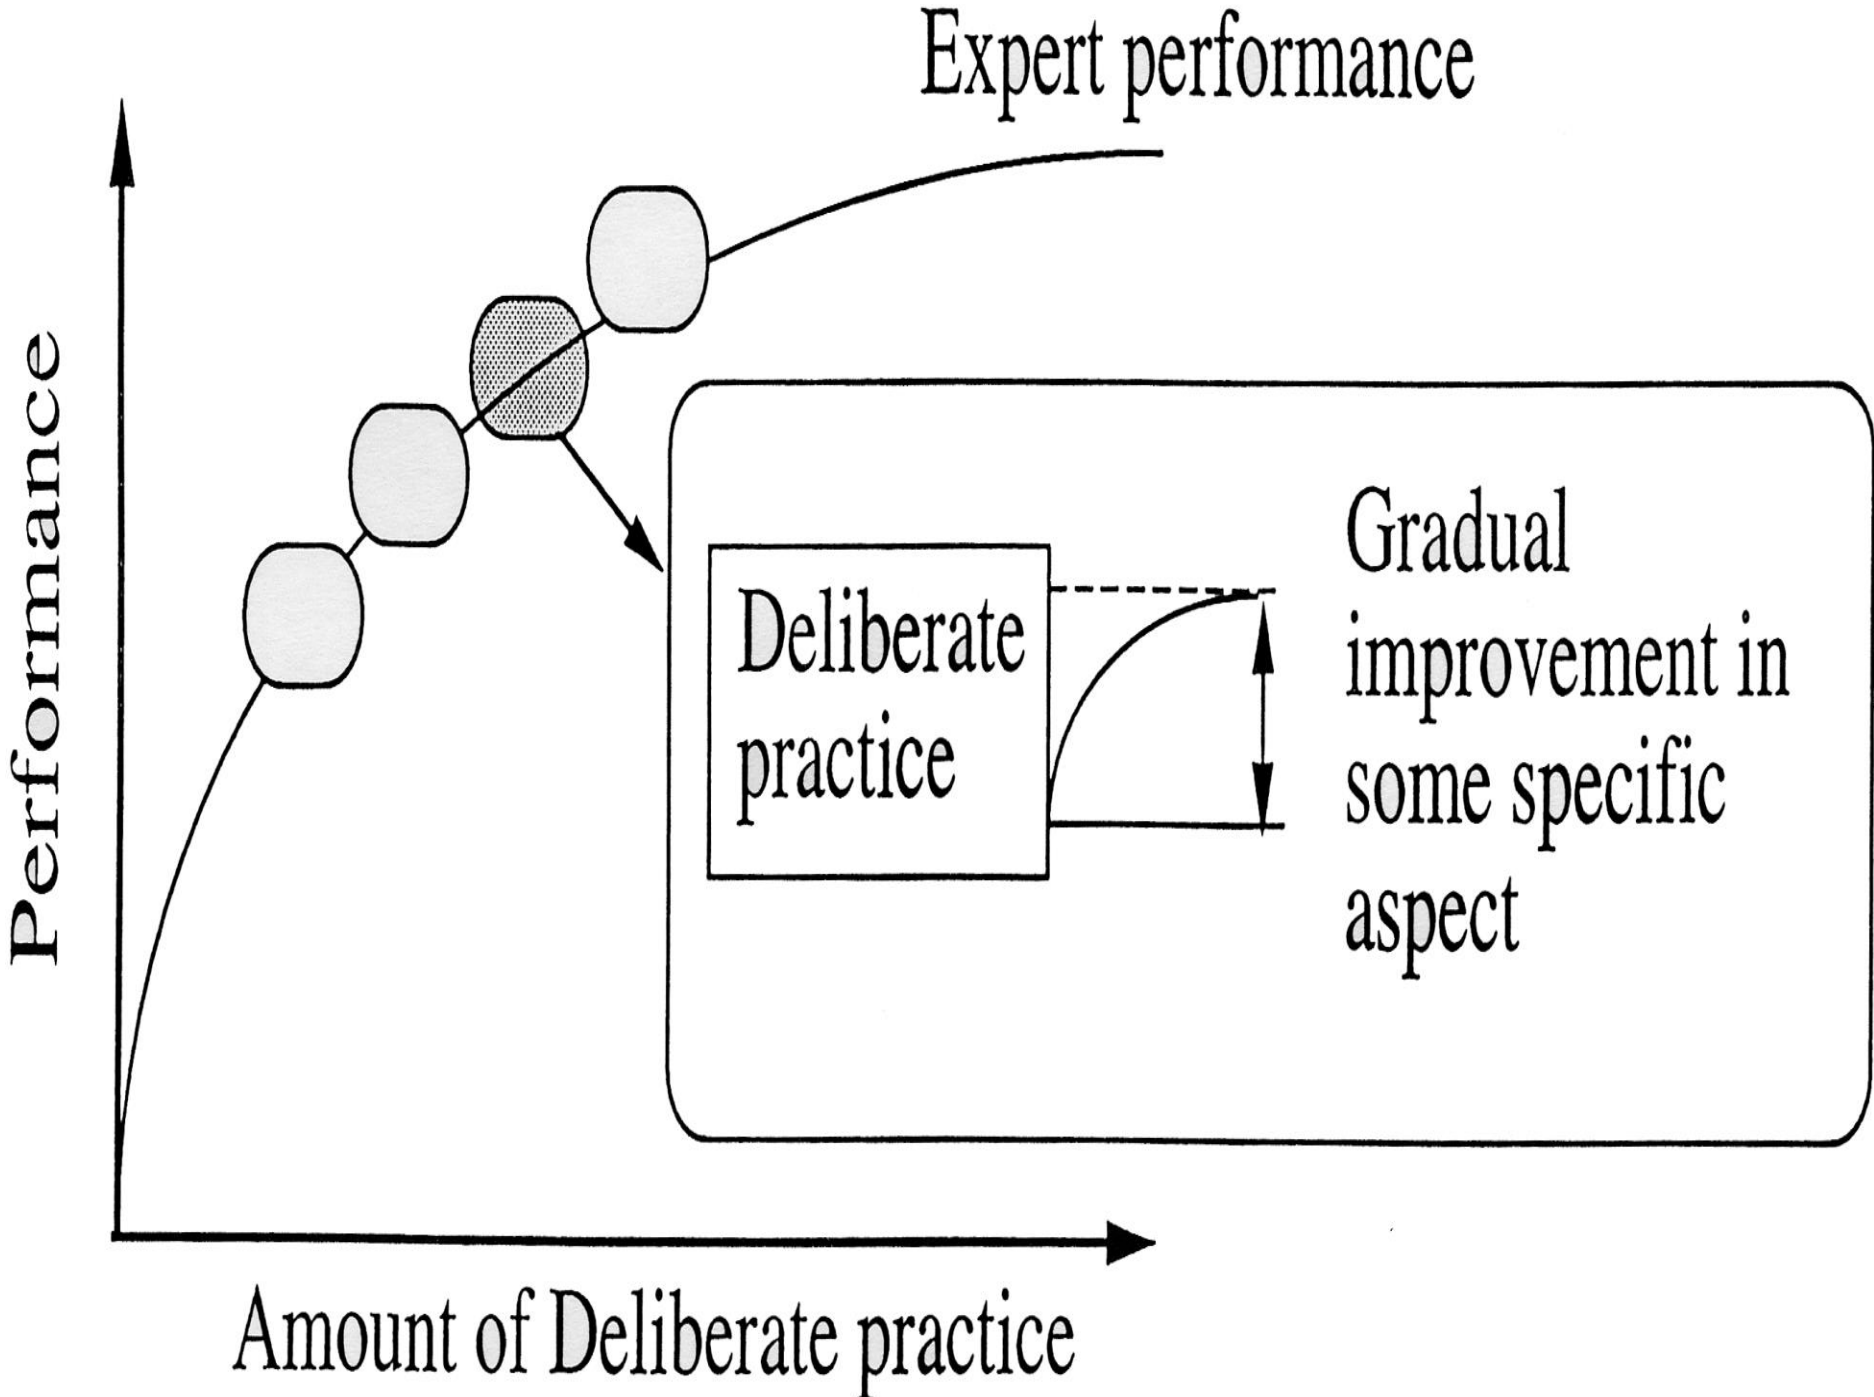 Expert performance
Performance
Deliberate
practice
Gradual
improvement in
some specific
aspect
Amount of Deliberate practice